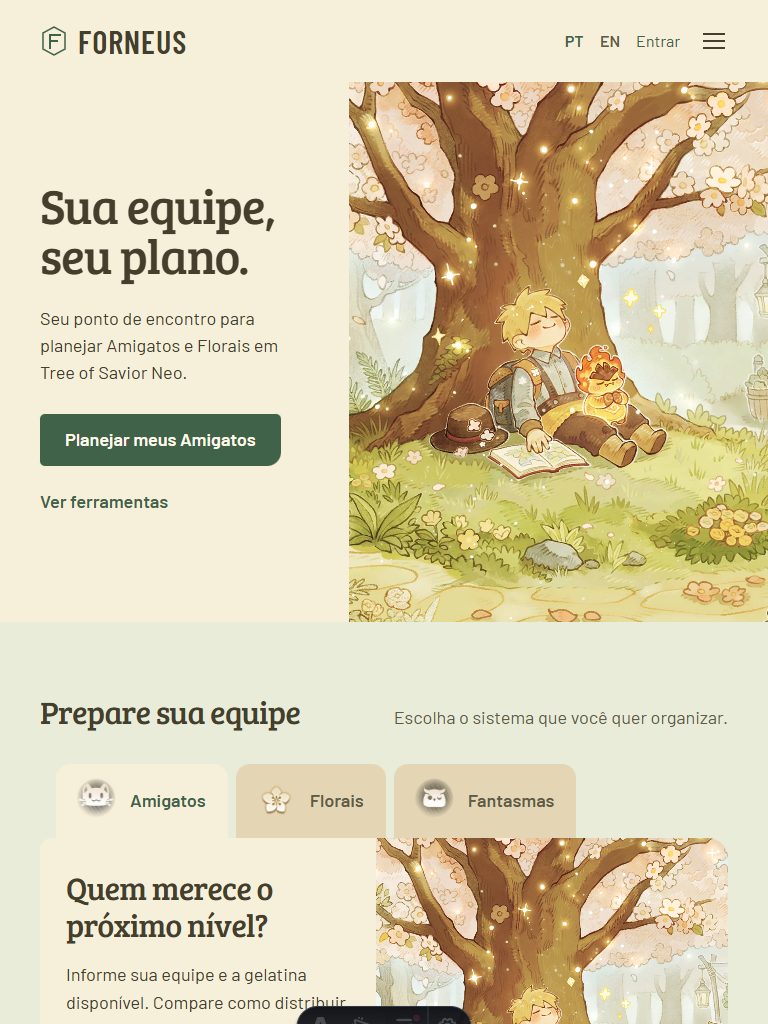 FORNEUS
PT EN Entrar
Sua equipe,
seu plano.
Seu ponto de encontro para
planejar Amigatos e Florais em
Tree of Savior Neo.
Planejar meus Amigatos
Ver ferramentas
Prepare sua equipe
Escolha o sistema que você quer organizar.
Amigatos
Florais
Fantasmas
Quem merece o
próximo nível?
Informe sua equipe e a gelatina
disponível. Compare como distribuir